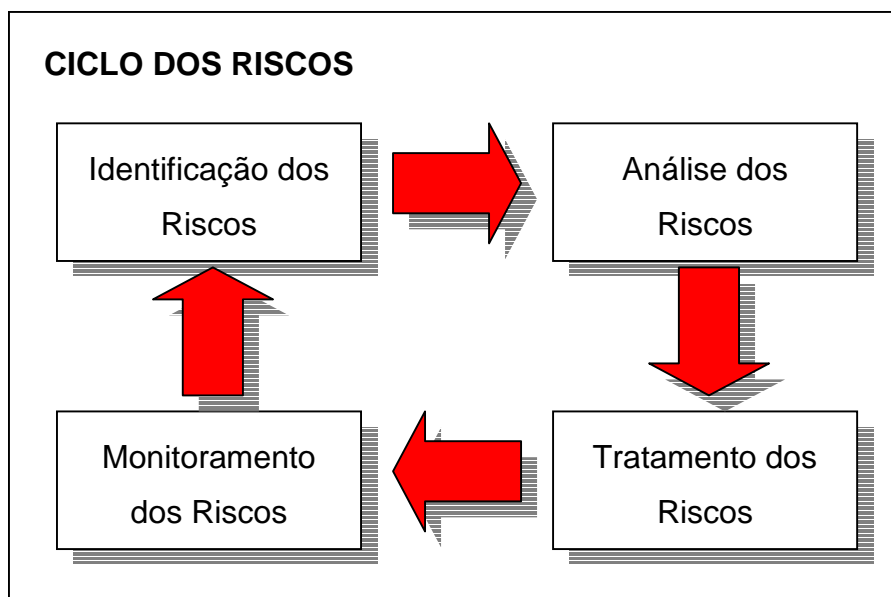 CICLO DOS RISCOS
Identificação dos
Riscos
Análise dos
Riscos
Monitoramento
dos Riscos
Tratamento dos
Riscos